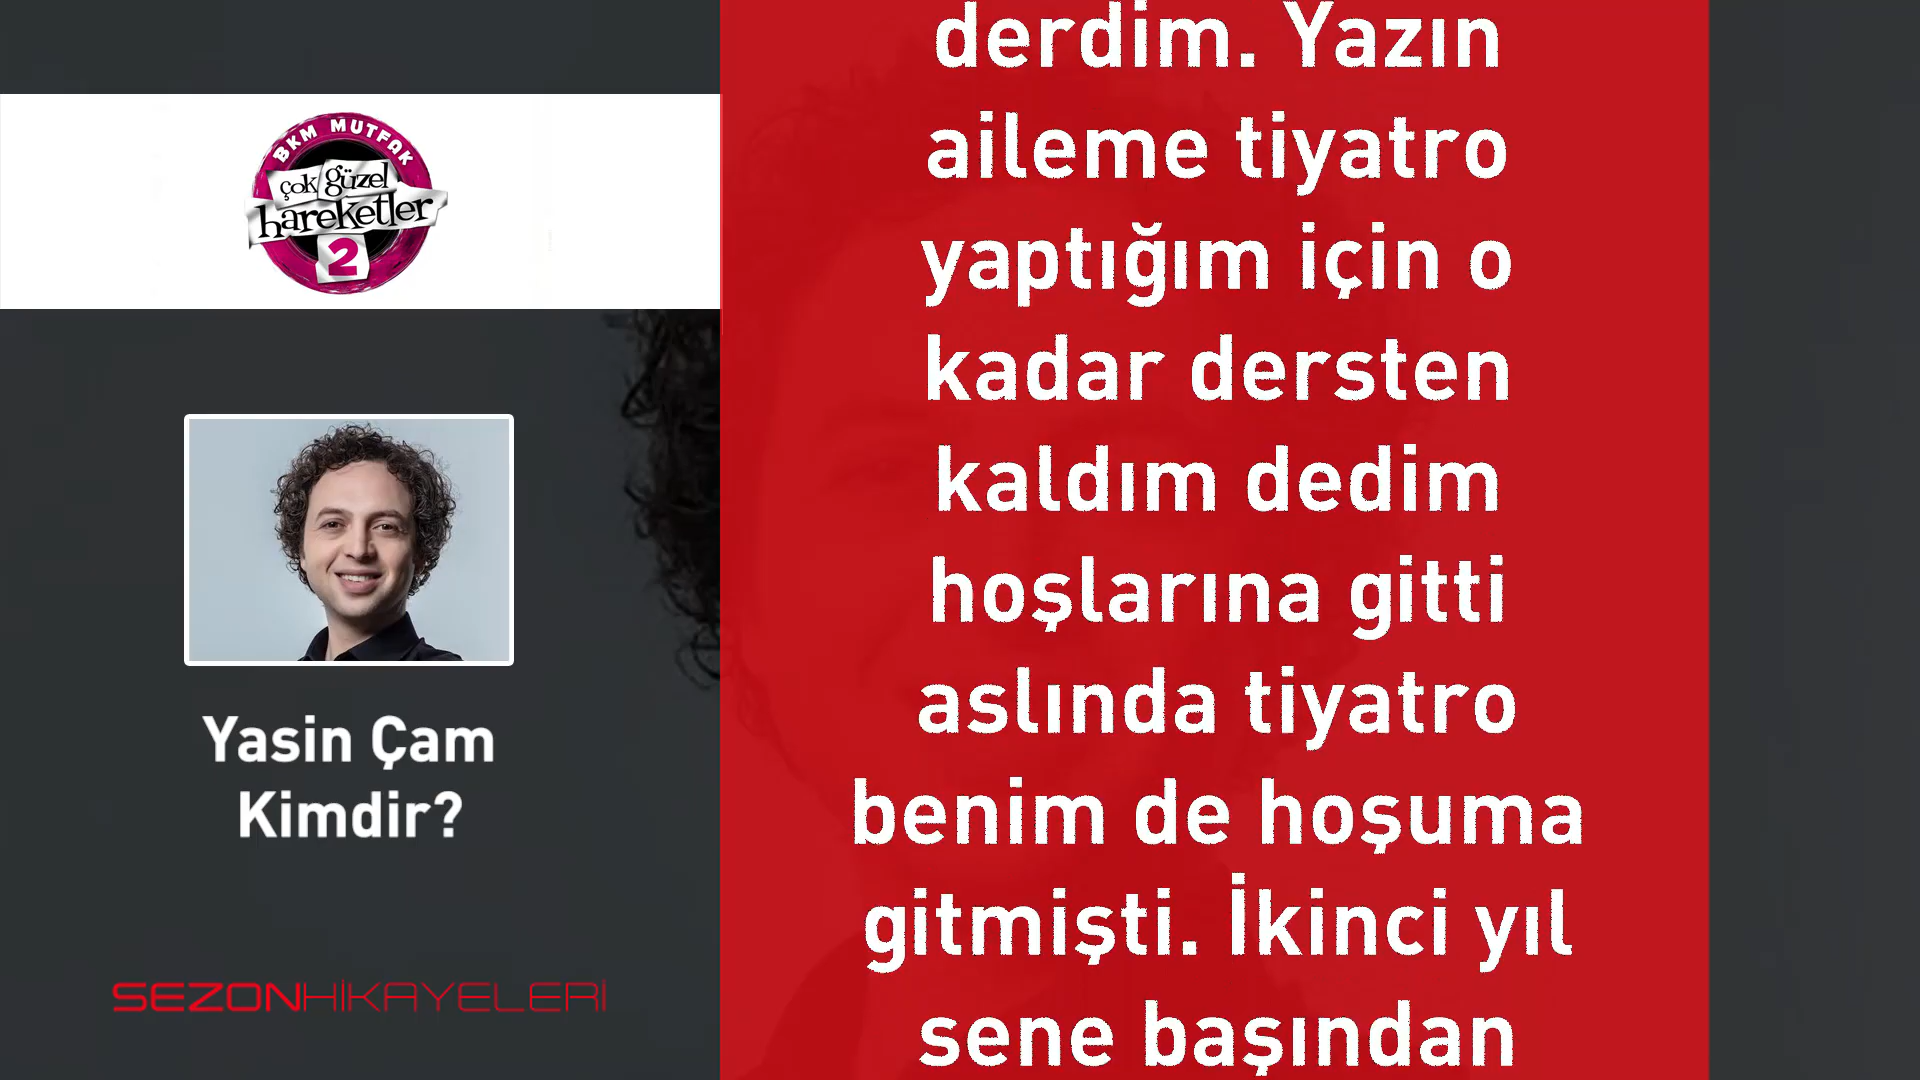 BKM MUTFAK
çok güzel
hareketler
2
Yasin Çam
Kimdir?
SEZONHİKAYELERİ
derdim. Yazın
aileme tiyatro
yaptığım için o
kadar dersten
kaldım dedim
hoşlarına gitti
aslında tiyatro
benim de hoşuma
gitmişti. İkinci yıl
sene başından